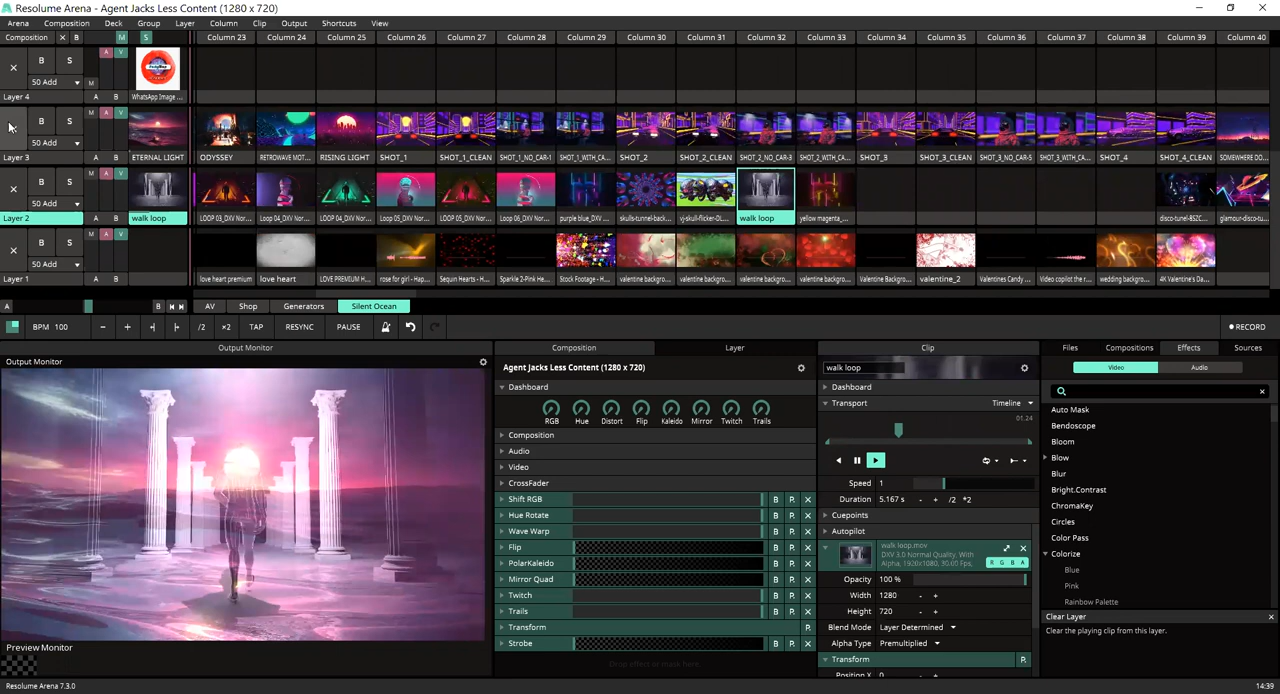 Resolume Arena - Agent Jacks Less Content (1280 x 720)
Arena Composition Deck Group Layer Column Clip Output Shortcuts View
Composition X B M S Column 23 Column 24 Column 25 Column 26 Column 27 Column 28 Column 29 Column 30 Column 31 Column 32 Column 33 Column 34 Column 35 Column 36 Column 37 Column 38 Column 39 Column 40
B S A V
50 Add M
Layer 4 A B WhatsApp Image ...
B S M A V
50 Add
Layer 3 A B ETERNAL LIGHT ODYSSEY RETROWAVE MOT... RISING LIGHT SHOT_1 SHOT_1_CLEAN SHOT_1_NO_CAR-1 SHOT_1_WITH_CA... SHOT_2 SHOT_2_CLEAN SHOT_2_NO_CAR-3 SHOT_2_WITH_CA... SHOT_3 SHOT_3_CLEAN SHOT_3_NO_CAR-5 SHOT_3_WITH_CA... SHOT_4 SHOT_4_CLEAN SOMEWHERE DO...
B S M A V
50 Add
Layer 2 A B walk loop LOOP 03_DXV Nor... Loop 04_DXV Nor... LOOP 04_DXV Nor... Loop 05_DXV Nor... LOOP 05_DXV Nor... Loop 06_DXV Nor... purple blue_DXV ... skulls-tunnel-back... vj-skull-flicker-DL... walk loop yellow magenta_... disco-tunel-8SZC... glamour-disco-tu...
B S M A V
50 Add
Layer 1 A B love heart premium love heart LOVE PREMIUM H... rose for girl - Hap... Sequin Hearts - H... Sparkle 2-Pink He... Stock Footage - H... valentine backgro... valentine backgro... valentine backgro... valentine backgro... Valentine Backgro... valentine_2 Valentines Candy ... Video copilot the r... wedding backgro... 4K Valentine's Da...
A B AV Shop Generators Silent Ocean
BPM 100 - + /2 ×2 TAP RESYNC PAUSE RECORD
Output Monitor Composition Layer Clip Files Compositions Effects Sources
Output Monitor Agent Jacks Less Content (1280 x 720) walk loop Video Audio
Dashboard Dashboard
Transport Timeline Auto Mask
RGB Hue Distort Flip Kaleido Mirror Twitch Trails 01.24 Bendoscope
Composition Bloom
Audio Blow
Video Blur
CrossFader Speed 1 Bright.Contrast
Shift RGB B P. X Duration 5.167 s - + /2 *2 ChromaKey
Hue Rotate B P. X Cuepoints Circles
Wave Warp B P. X Autopilot Color Pass
Flip B P. X walk loop.mov Colorize
DXV 3.0 Normal Quality, With
PolarKaleido B P. X Alpha, 1920x1080, 30.00 Fps, R G B A Blue
Mirror Quad B P. X Opacity 100 % Pink
Twitch B P. X Width 1280 - + Rainbow Palette
Trails B P. X Height 720 - + Clear Layer
Transform P. Blend Mode Layer Determined Clear the playing clip from this layer.
Strobe B P. X Alpha Type Premultiplied
Preview Monitor Drop effect or mask here Transform P.
Position X 0
Resolume Arena 7.3.0 14:39